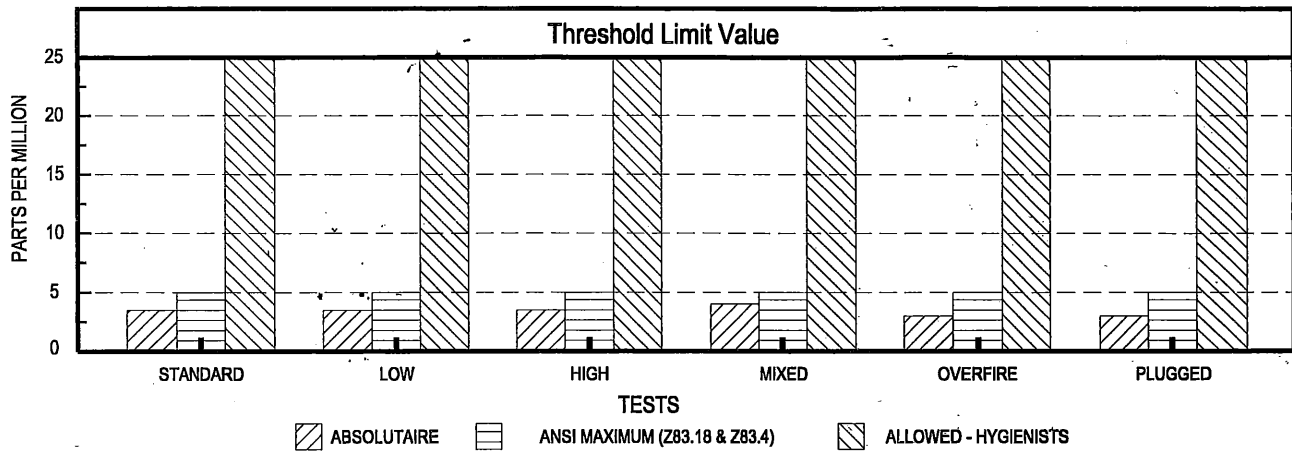 Threshold Limit Value
25
20
15
10
5
0
PARTS PER MILLION
STANDARD LOW HIGH MIXED OVERFIRE PLUGGED
TESTS
ABSOLUTAIRE ANSI MAXIMUM (Z83.18 & Z83.4) ALLOWED - HYGIENISTS